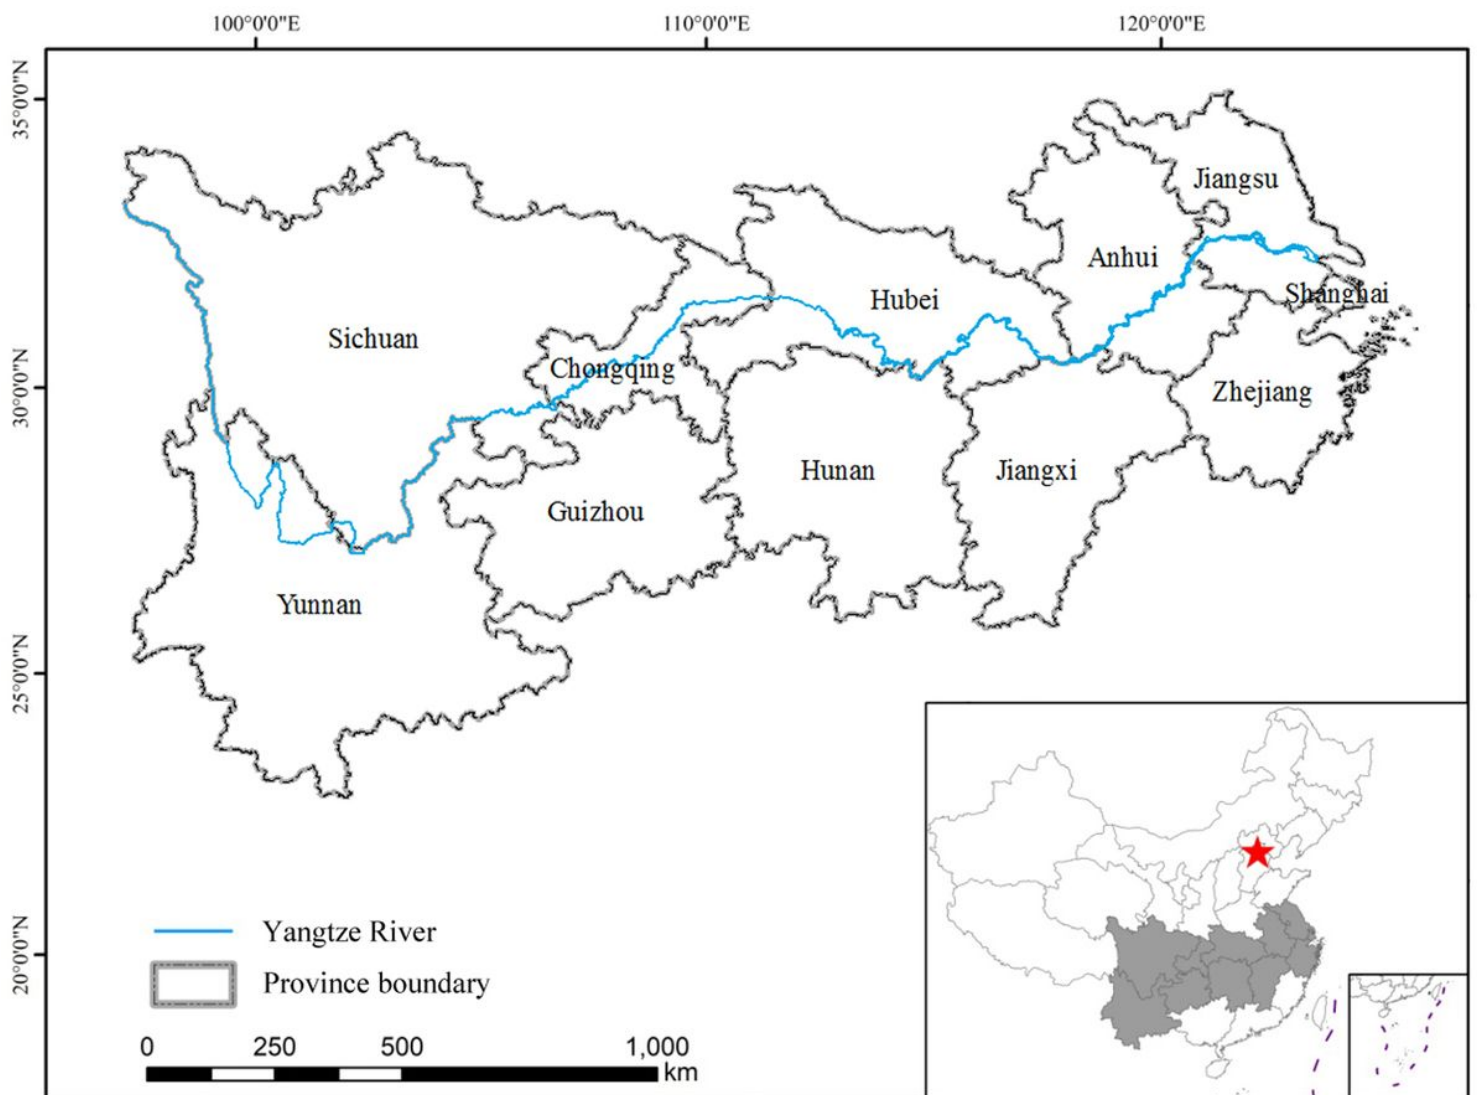 100°0'0"E
110°0'0"E
120°0'0"E
35°0'0"N
30°0'0"N
25°0'0"N
20°0'0"N
Jiangsu
Anhui
Shanghai
Hubei
Sichuan
Chongqing
Zhejiang
Hunan
Jiangxi
Guizhou
Yunnan
Yangtze River
Province boundary
0 250 500 1,000
km